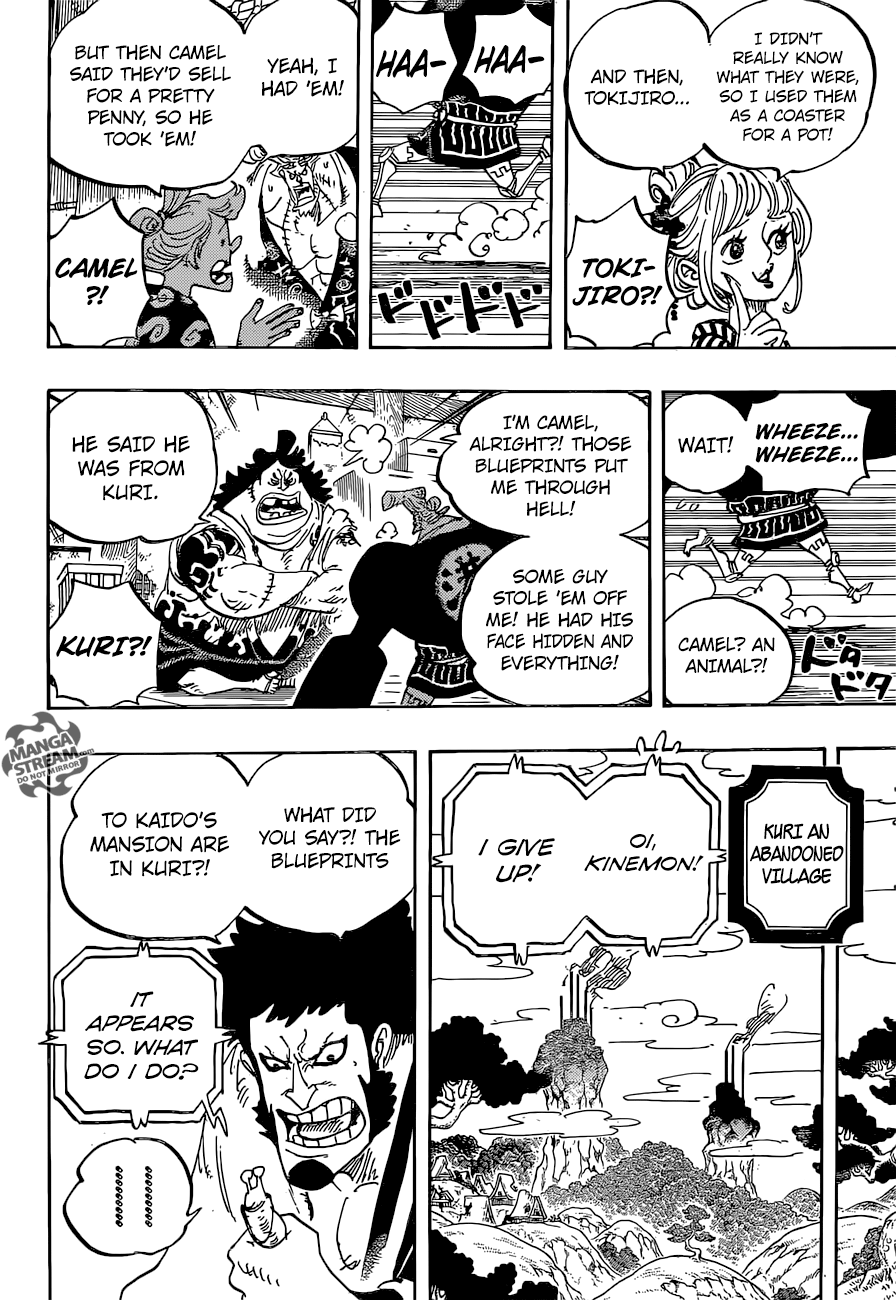 I DIDN'T
REALLY KNOW
WHAT THEY WERE,
SO I USED THEM
AS A COASTER
FOR A POT!
AND THEN,
TOKIJIRO...
TOKI-
JIRO?!
HAA-
HAA-
ドドドド
YEAH, I
HAD 'EM!
BUT THEN CAMEL
SAID THEY'D SELL
FOR A PRETTY
PENNY, SO HE
TOOK 'EM!
CAMEL
?!
WHEEZE...
WHEEZE...
WAIT!
CAMEL? AN
ANIMAL?!
ドタ
ドタ
I'M CAMEL,
ALRIGHT?! THOSE
BLUEPRINTS PUT
ME THROUGH
HELL!
SOME GUY
STOLE 'EM OFF
ME! HE HAD HIS
FACE HIDDEN AND
EVERYTHING!
HE SAID HE
WAS FROM
KURI.
KURI?!
MANGA
STREAM.com
DO NOT MIRROR
KURI AN
ABANDONED
VILLAGE
OI,
KINEMON!
I GIVE
UP!
WHAT DID
YOU SAY?! THE
BLUEPRINTS
TO KAIDO'S
MANSION ARE
IN KURI?!
IT
APPEARS
SO. WHAT
DO I DO?